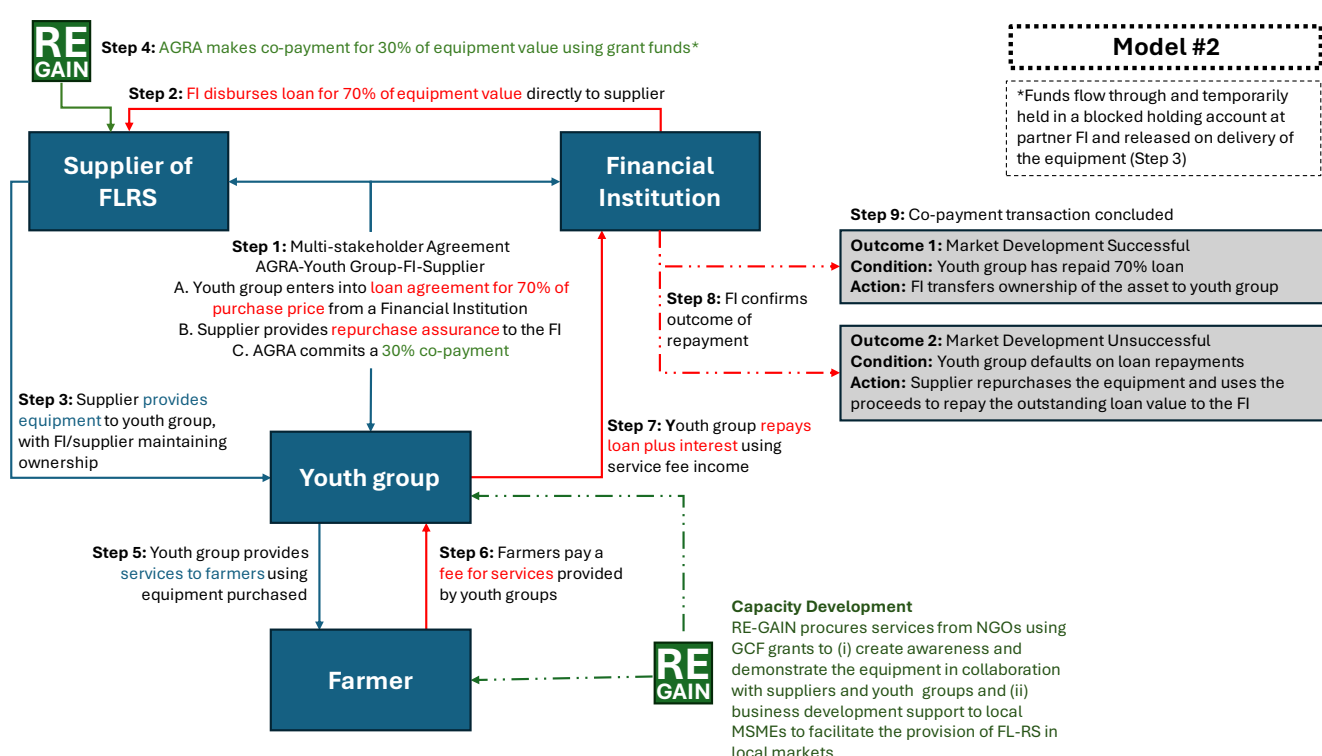 RE
GAIN
Step 4: AGRA makes co-payment for 30% of equipment value using grant funds*
Model #2
Step 2: FI disburses loan for 70% of equipment value directly to supplier
*Funds flow through and temporarily
held in a blocked holding account at
partner FI and released on delivery of
the equipment (Step 3)
Supplier of
FLRS
Financial
Institution
Step 9: Co-payment transaction concluded
Outcome 1: Market Development Successful
Condition: Youth group has repaid 70% loan
Action: FI transfers ownership of the asset to youth group
Step 1: Multi-stakeholder Agreement
AGRA-Youth Group-FI-Supplier
A. Youth group enters into loan agreement for 70% of
purchase price from a Financial Institution
B. Supplier provides repurchase assurance to the FI
C. AGRA commits a 30% co-payment
Step 8: FI confirms
outcome of
repayment
Outcome 2: Market Development Unsuccessful
Condition: Youth group defaults on loan repayments
Action: Supplier repurchases the equipment and uses the
proceeds to repay the outstanding loan value to the FI
Step 3: Supplier provides
equipment to youth group,
with FI/supplier maintaining
ownership
Step 7: Youth group repays
loan plus interest using
service fee income
Youth group
Step 5: Youth group provides
services to farmers using
equipment purchased
Step 6: Farmers pay a
fee for services provided
by youth groups
Farmer
RE
GAIN
Capacity Development
RE-GAIN procures services from NGOs using
GCF grants to (i) create awareness and
demonstrate the equipment in collaboration
with suppliers and youth groups and (ii)
business development support to local
MSMEs to facilitate the provision of FL-RS in
local markets